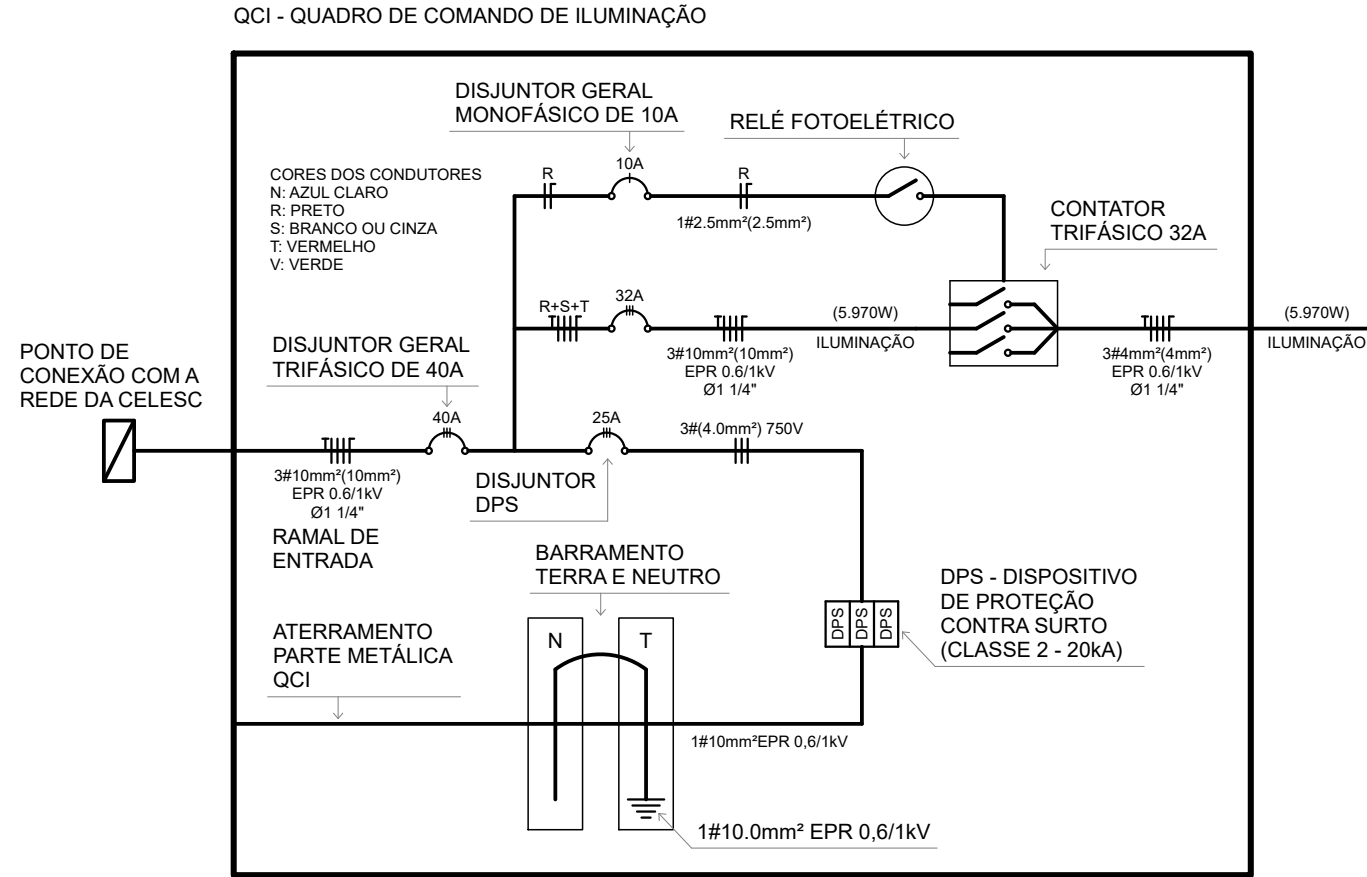 QCI - QUADRO DE COMANDO DE ILUMINAÇÃO
DISJUNTOR GERAL
MONOFÁSICO DE 10A
RELÉ FOTOELÉTRICO
CORES DOS CONDUTORES
N: AZUL CLARO
R: PRETO
S: BRANCO OU CINZA
T: VERMELHO
V: VERDE
R
10A
R
1#2.5mm²(2.5mm²)
CONTATOR
TRIFÁSICO 32A
R+S+T
32A
3#10mm²(10mm²)
EPR 0.6/1kV
Ø1 1/4"
(5.970W)
ILUMINAÇÃO
3#4mm²(4mm²)
EPR 0.6/1kV
Ø1 1/4"
(5.970W)
ILUMINAÇÃO
PONTO DE
CONEXÃO COM A
REDE DA CELESC
DISJUNTOR GERAL
TRIFÁSICO DE 40A
40A
3#10mm²(10mm²)
EPR 0.6/1kV
Ø1 1/4"
RAMAL DE
ENTRADA
25A
3#(4.0mm²) 750V
DISJUNTOR
DPS
BARRAMENTO
TERRA E NEUTRO
N
T
DPS
DPS
DPS
DPS - DISPOSITIVO
DE PROTEÇÃO
CONTRA SURTO
(CLASSE 2 - 20kA)
ATERRAMENTO
PARTE METÁLICA
QCI
1#10mm²EPR 0,6/1kV
1#10.0mm² EPR 0,6/1kV